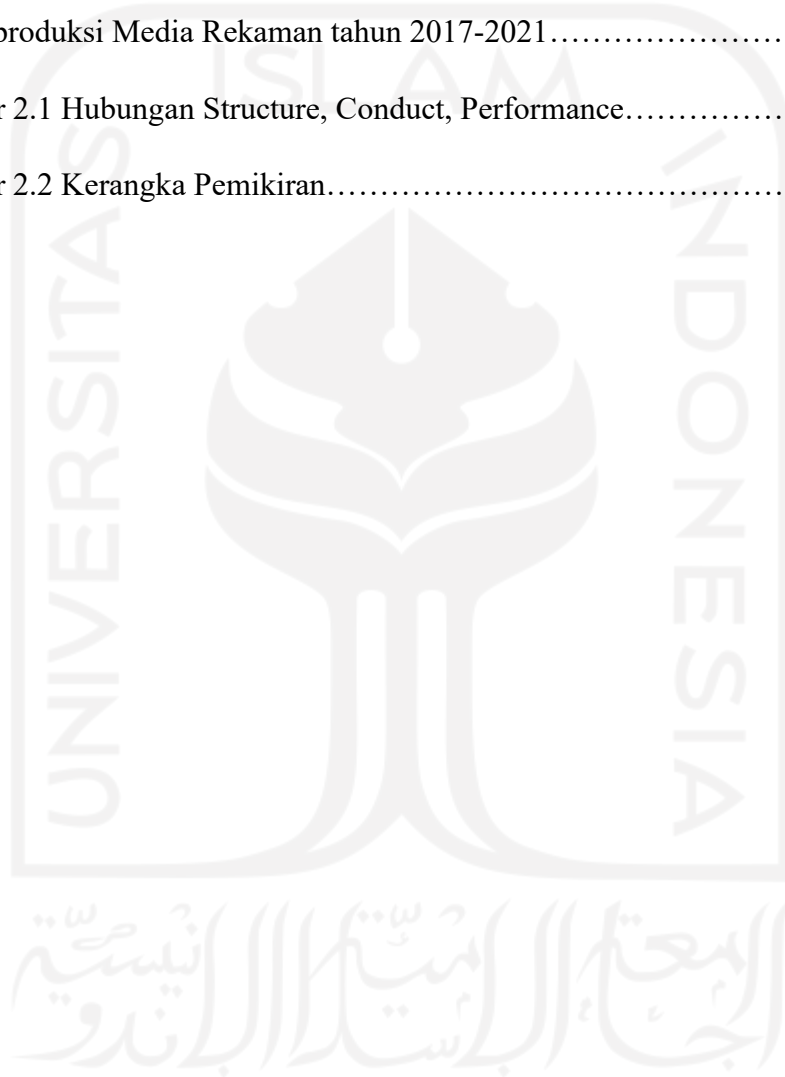 produksi Media Rekaman tahun 2017-2021……………………
r 2.1 Hubungan Structure, Conduct, Performance……………
r 2.2 Kerangka Pemikiran………………………………………
ISLAM
UNIVERSITAS
INDONESIA